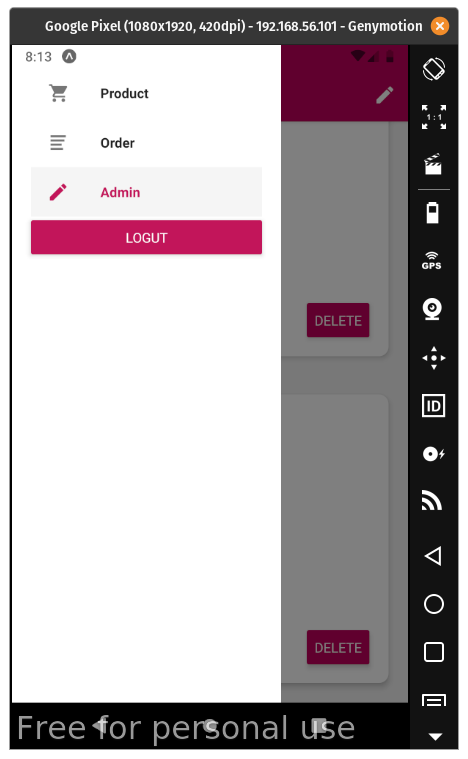 Google Pixel (1080x1920, 420dpi) - 192.168.56.101 - Genymotion
8:13
Product
Order
Admin
LOGUT
DELETE
DELETE
1:1
GPS
ID
Free for personal use